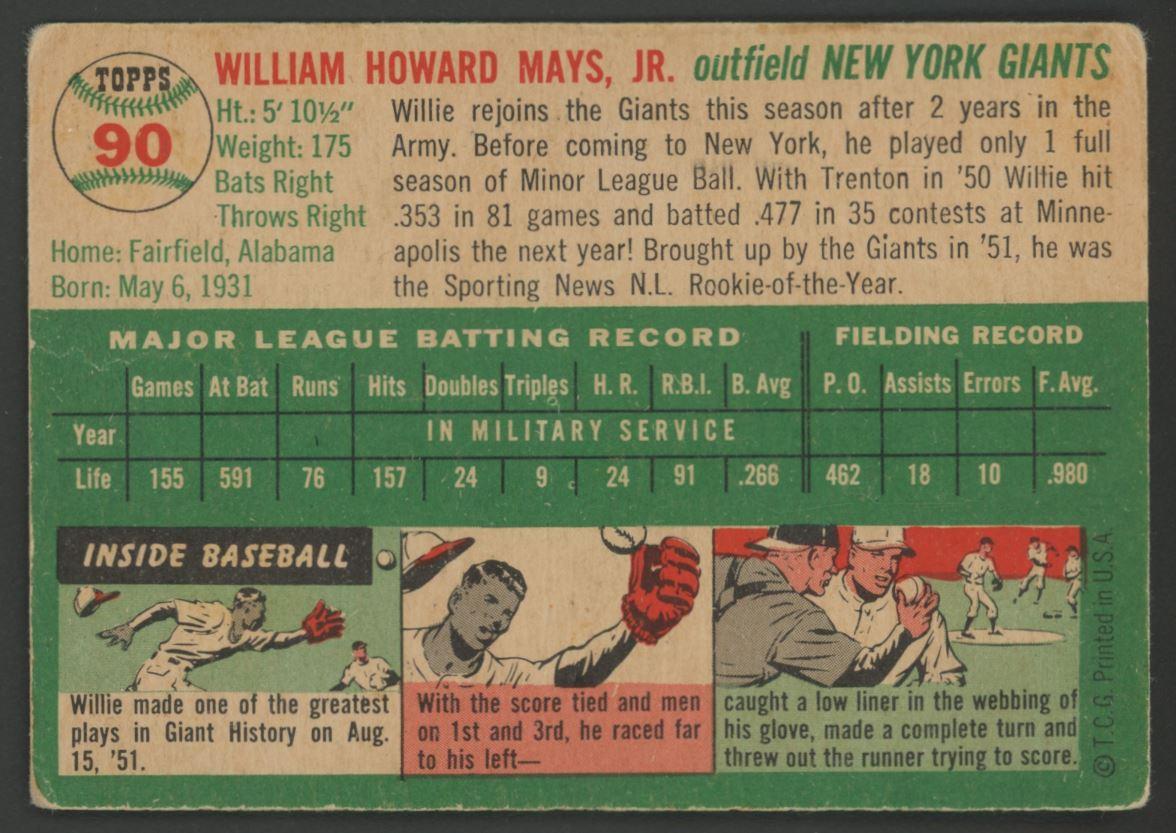 TOPPS
90
WILLIAM HOWARD MAYS, JR. outfield NEW YORK GIANTS
Ht.: 5' 10½"
Weight: 175
Bats Right
Throws Right
Home: Fairfield, Alabama
Born: May 6, 1931
Willie rejoins the Giants this season after 2 years in the
Army. Before coming to New York, he played only 1 full
season of Minor League Ball. With Trenton in '50 Willie hit
.353 in 81 games and batted .477 in 35 contests at Minne-
apolis the next year! Brought up by the Giants in '51, he was
the Sporting News N.L. Rookie-of-the-Year.
MAJOR LEAGUE BATTING RECORD FIELDING RECORD
Games At Bat Runs Hits Doubles Triples H. R. R.B.I. B. Avg P. O. Assists Errors F. Avg.
Year IN MILITARY SERVICE
Life 155 591 76 157 24 9 24 91 .266 462 18 10 .980
INSIDE BASEBALL
Willie made one of the greatest
plays in Giant History on Aug.
15, '51.
With the score tied and men
on 1st and 3rd, he raced far
to his left—
caught a low liner in the webbing of
his glove, made a complete turn and
threw out the runner trying to score.
© T.C.G. Printed in U.S.A.